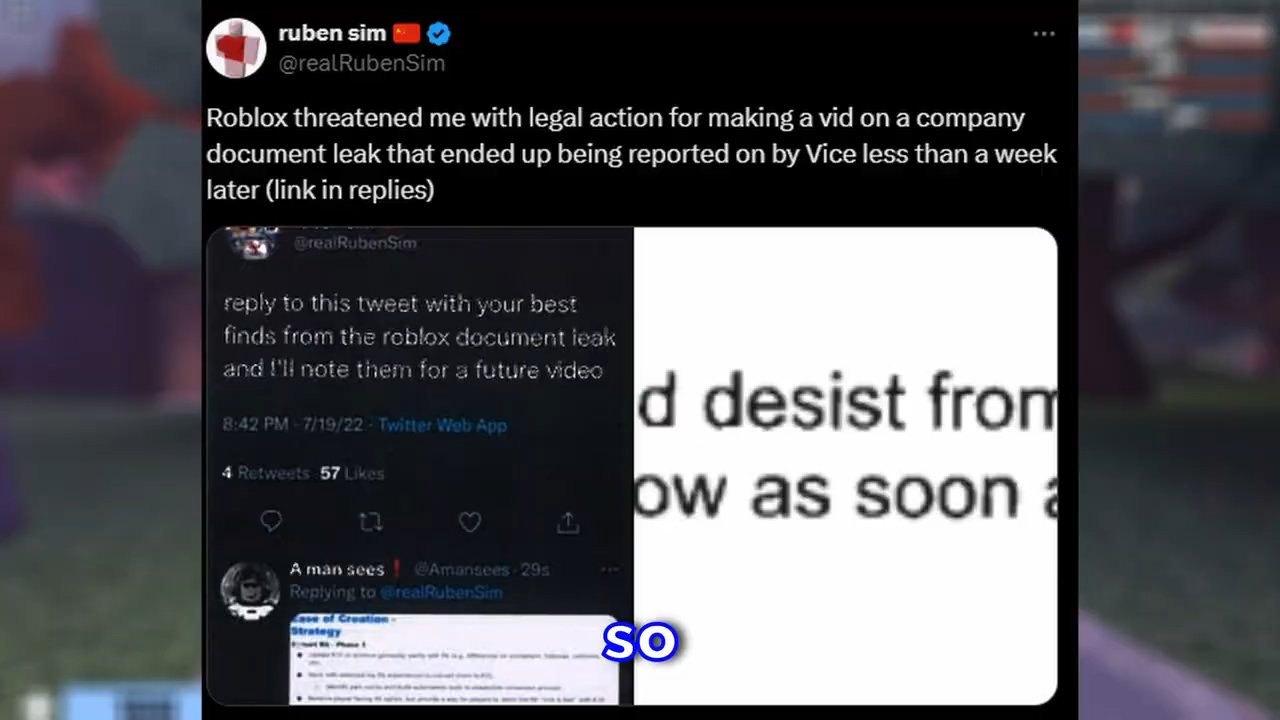 ruben sim
@realRubenSim
Roblox threatened me with legal action for making a vid on a company
document leak that ended up being reported on by Vice less than a week
later (link in replies)
@realRubenSim
reply to this tweet with your best
finds from the roblox document leak
and I'll note them for a future video
8:42 PM · 7/19/22 · Twitter Web App
4 Retweets 57 Likes
A man sees @Amansees · 29s
Replying to @realRubenSim
Ease of Creation -
Strategy
d desist from
ow as soon a
SO